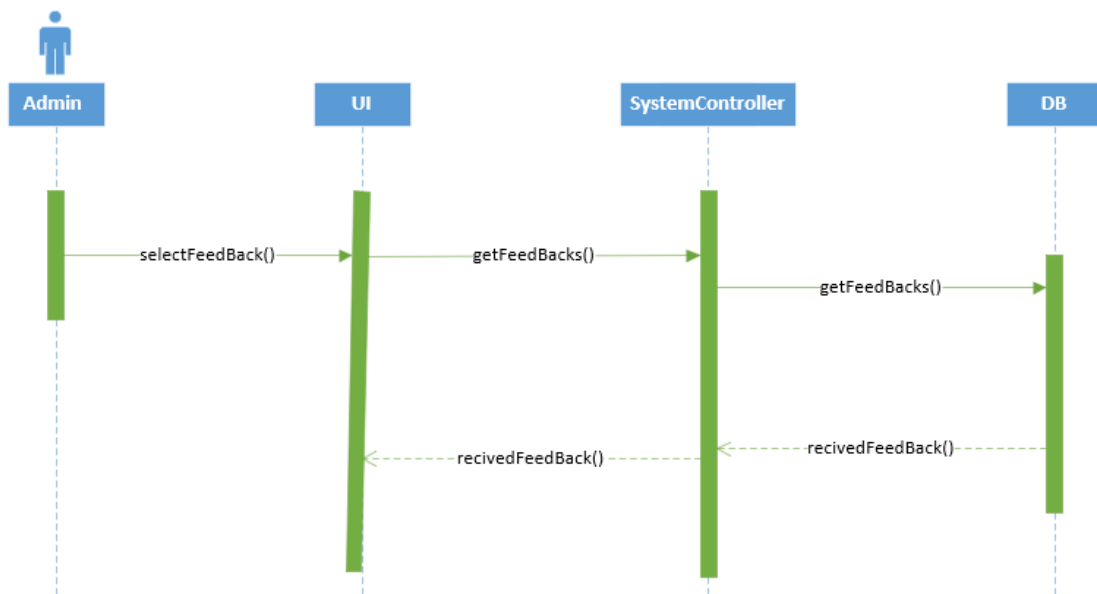 Admin
UI
SystemController
DB
selectFeedBack()
getFeedBacks()
getFeedBacks()
recivedFeedBack()
recivedFeedBack()